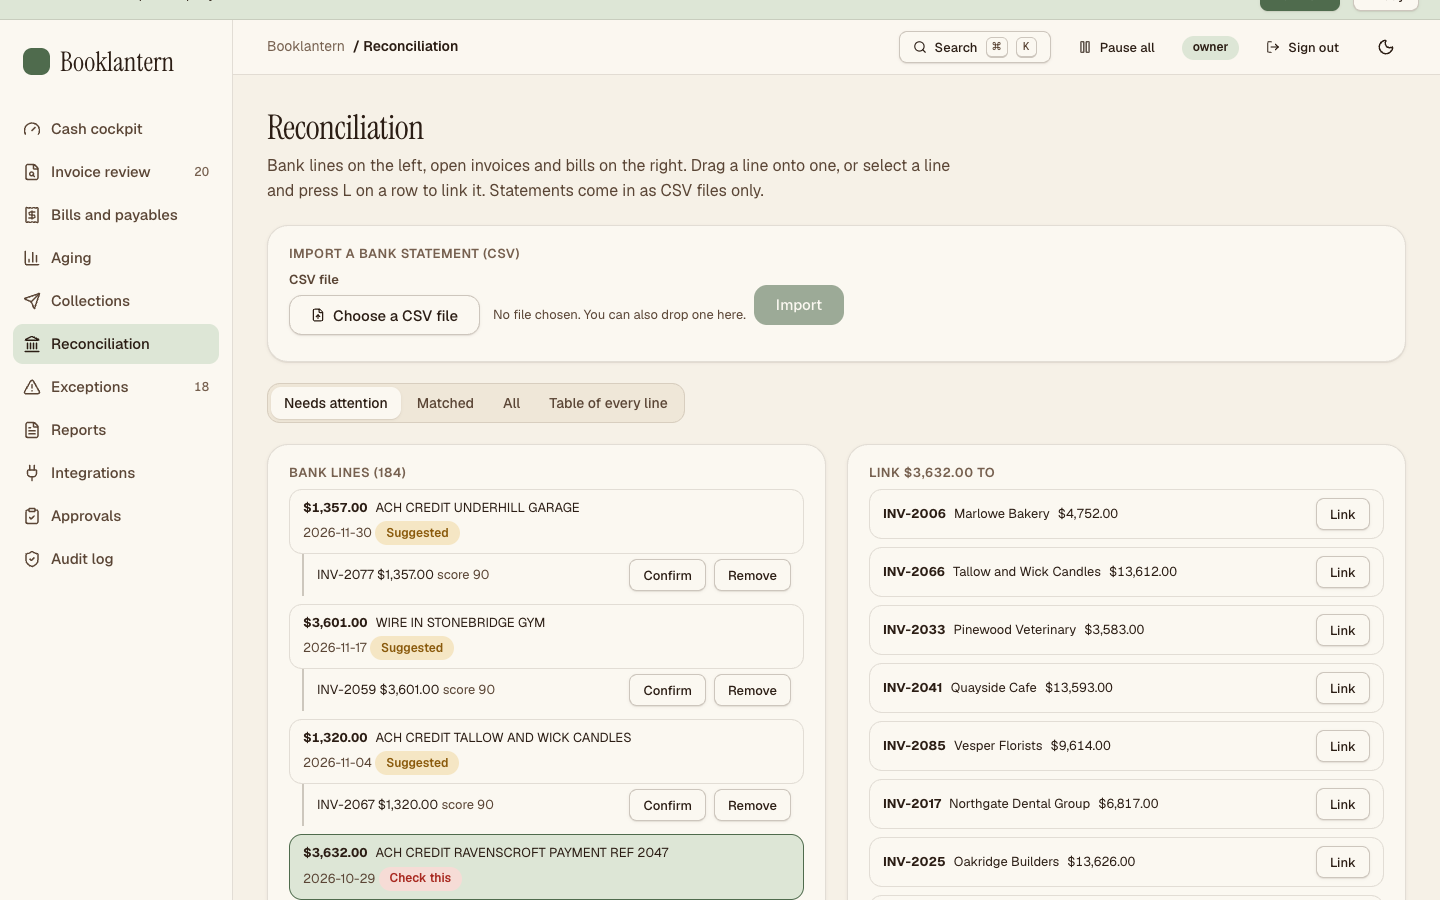 Booklantern
Cash cockpit
Invoice review 20
Bills and payables
Aging
Collections
Reconciliation
Exceptions 18
Reports
Integrations
Approvals
Audit log
Booklantern / Reconciliation
Search ⌘ K
Pause all
owner
Sign out
Reconciliation
Bank lines on the left, open invoices and bills on the right. Drag a line onto one, or select a line
and press L on a row to link it. Statements come in as CSV files only.
IMPORT A BANK STATEMENT (CSV)
CSV file
Choose a CSV file
No file chosen. You can also drop one here.
Import
Needs attention
Matched
All
Table of every line
BANK LINES (184)
$1,357.00 ACH CREDIT UNDERHILL GARAGE
2026-11-30 Suggested
INV-2077 $1,357.00 score 90 Confirm Remove
$3,601.00 WIRE IN STONEBRIDGE GYM
2026-11-17 Suggested
INV-2059 $3,601.00 score 90 Confirm Remove
$1,320.00 ACH CREDIT TALLOW AND WICK CANDLES
2026-11-04 Suggested
INV-2067 $1,320.00 score 90 Confirm Remove
$3,632.00 ACH CREDIT RAVENSCROFT PAYMENT REF 2047
2026-10-29 Check this
LINK $3,632.00 TO
INV-2006 Marlowe Bakery $4,752.00 Link
INV-2066 Tallow and Wick Candles $13,612.00 Link
INV-2033 Pinewood Veterinary $3,583.00 Link
INV-2041 Quayside Cafe $13,593.00 Link
INV-2085 Vesper Florists $9,614.00 Link
INV-2017 Northgate Dental Group $6,817.00 Link
INV-2025 Oakridge Builders $13,626.00 Link